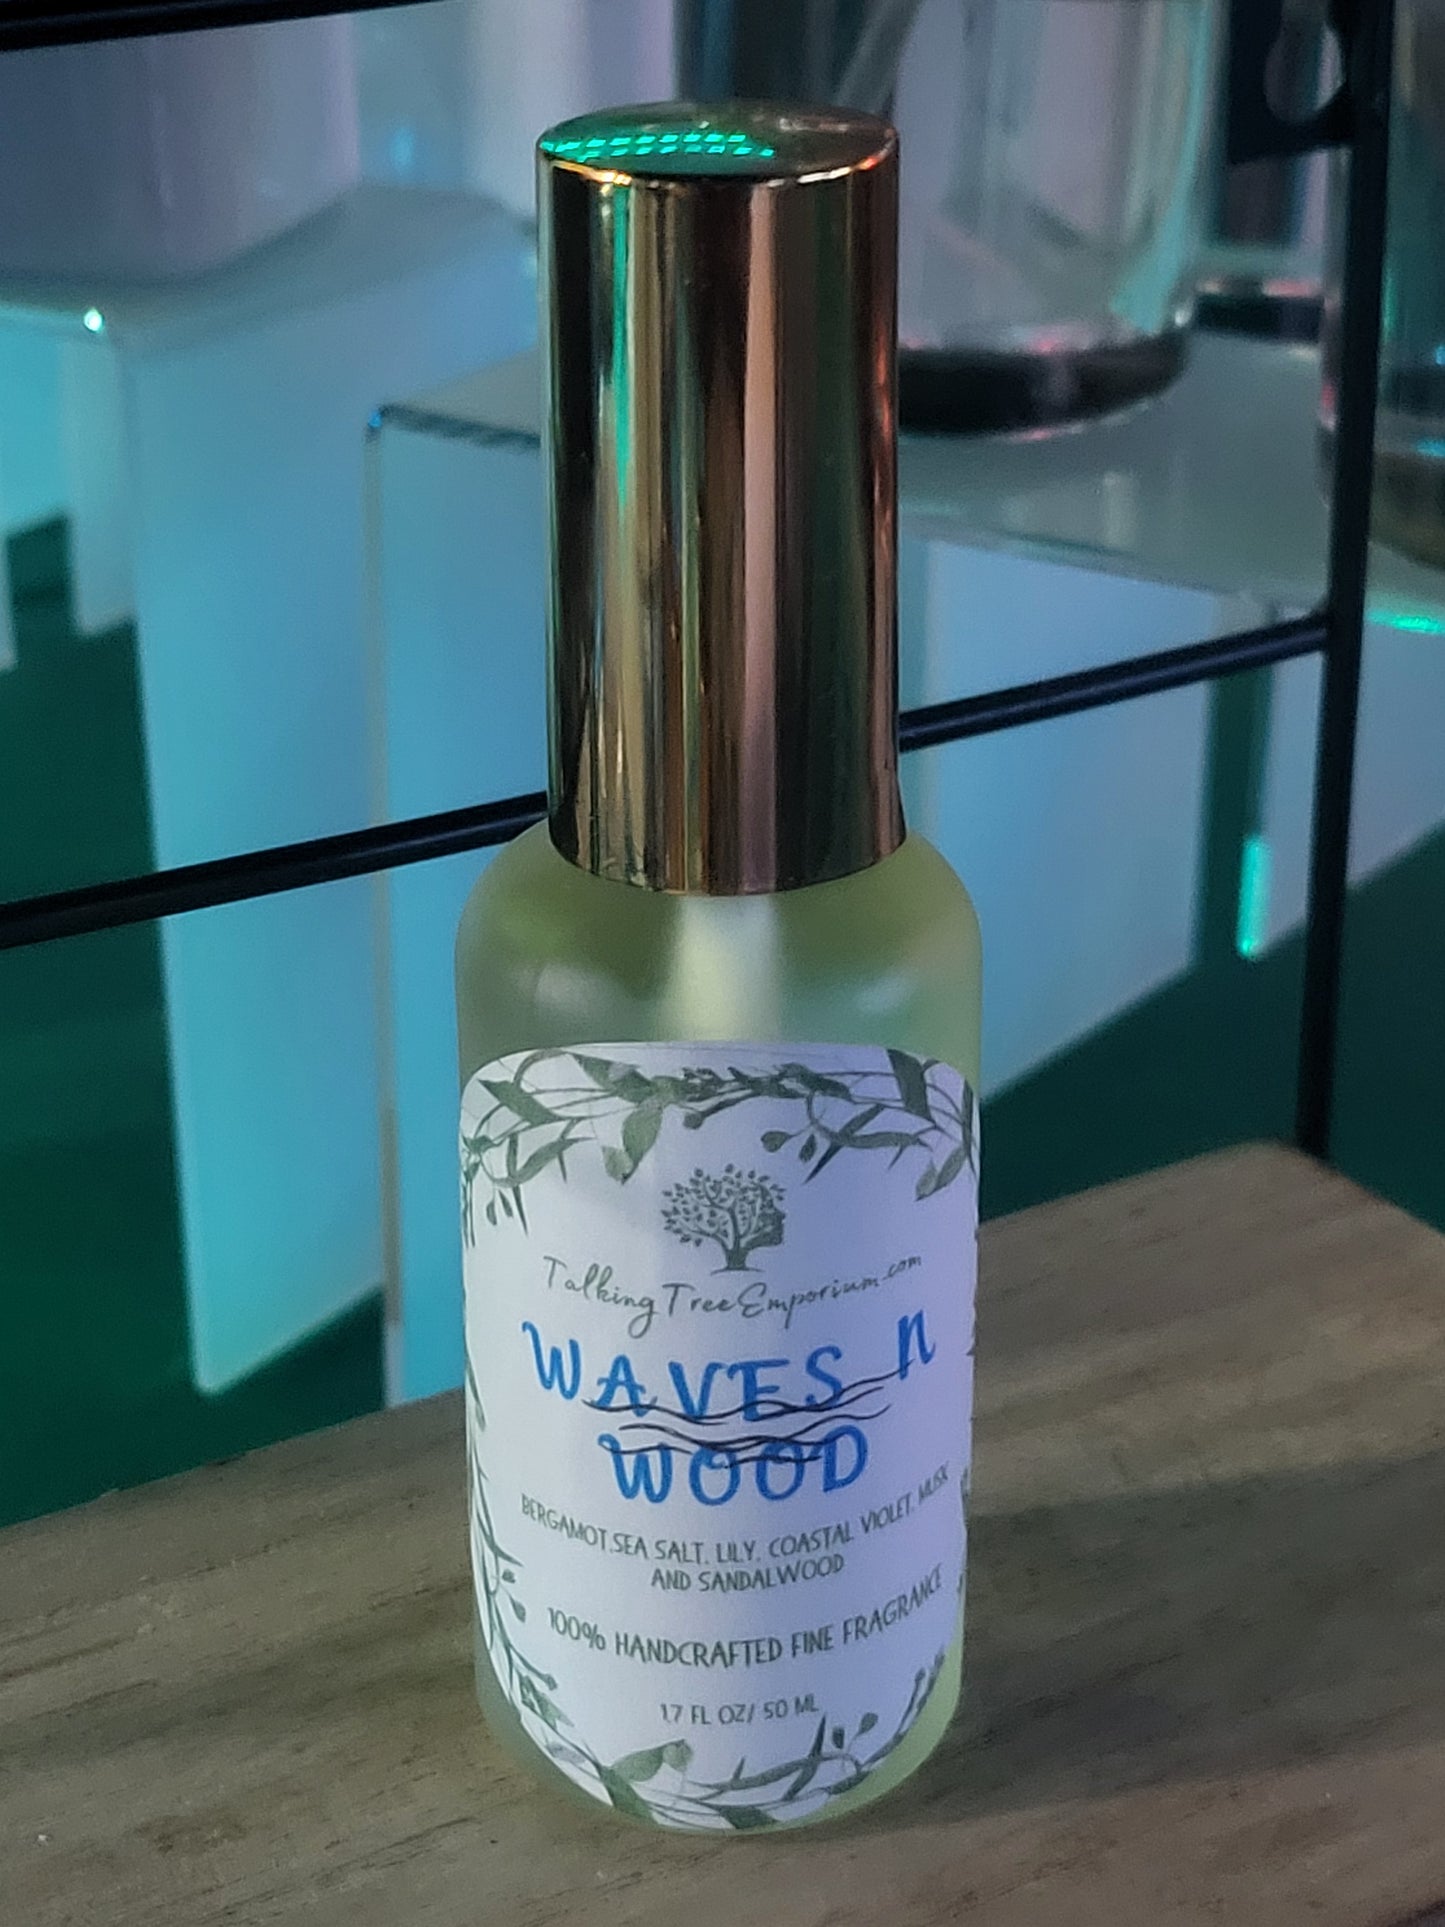 TalkingTreeEmporium.com
WAVES N
WOOD
BERGAMOT,SEA SALT, LILY, COASTAL VIOLET, MUSK
AND SANDALWOOD
100% HANDCRAFTED FINE FRAGRANCE
1.7 FL OZ/ 50 ML